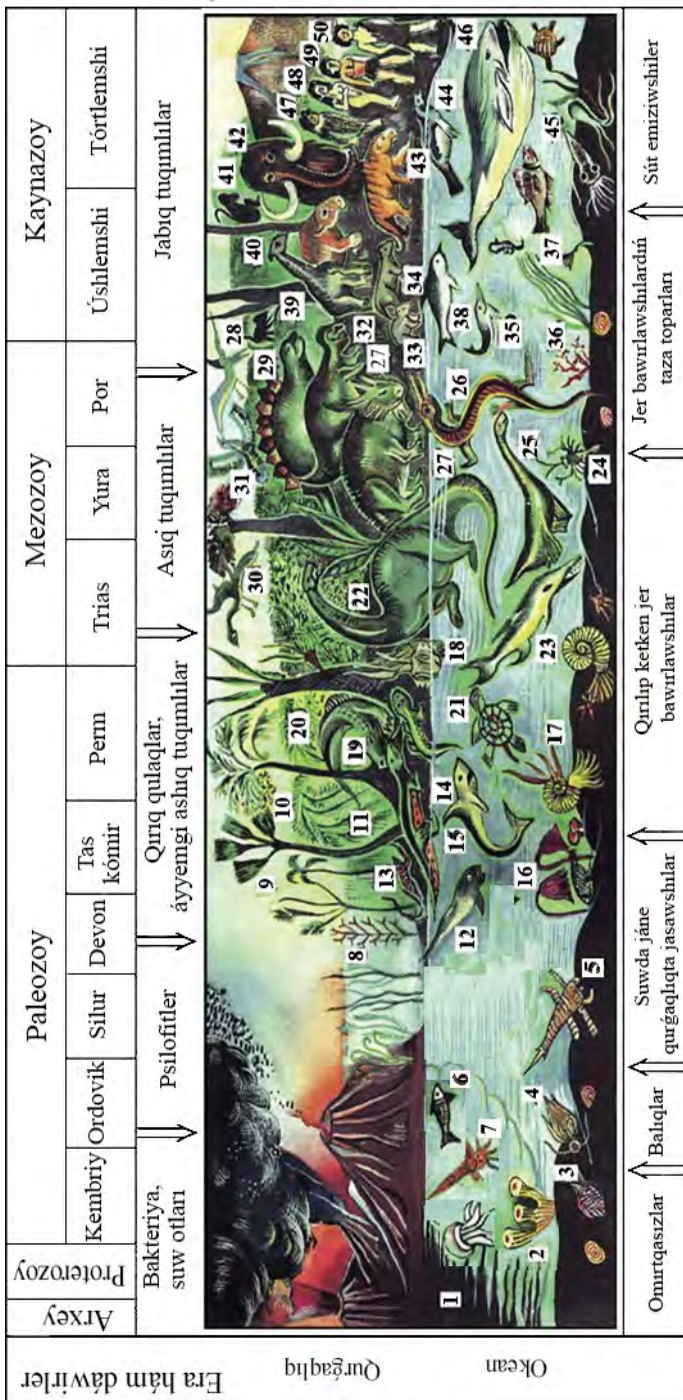 Era hám dáwirler
Arxey
Proterozoy
Paleozoy
Mezozoy
Kaynazoy
Kembriy
Ordovik
Silur
Devon
Tas
kómir
Perm
Trias
Yura
Por
Úshlemshi
Tórtlemshi
Qurǵaqlıq
Bakteriya,
suw otları
Psilofitler
Qırıq qulaqlar,
áyyemgi ashıq tuqımlılar
Asıq tuqımlılar
Jabıq tuqımlılar
1
2
3
4
5
6
7
8
9
10
11
12
13
14
15
16
17
18
19
20
21
22
23
24
25
26
27
27
28
29
30
31
32
33
34
35
36
37
38
39
40
41
42
43
44
45
46
47
48
49
50
Okean
Omırtqasızlar
Balıqlar
Suwda jáne
qurǵaqlıqta jasawshılar
Qırılıp ketken jer
bawırlawshılar
Jer bawırlawshılardıń
taza toparları
Sút emiziwshiler